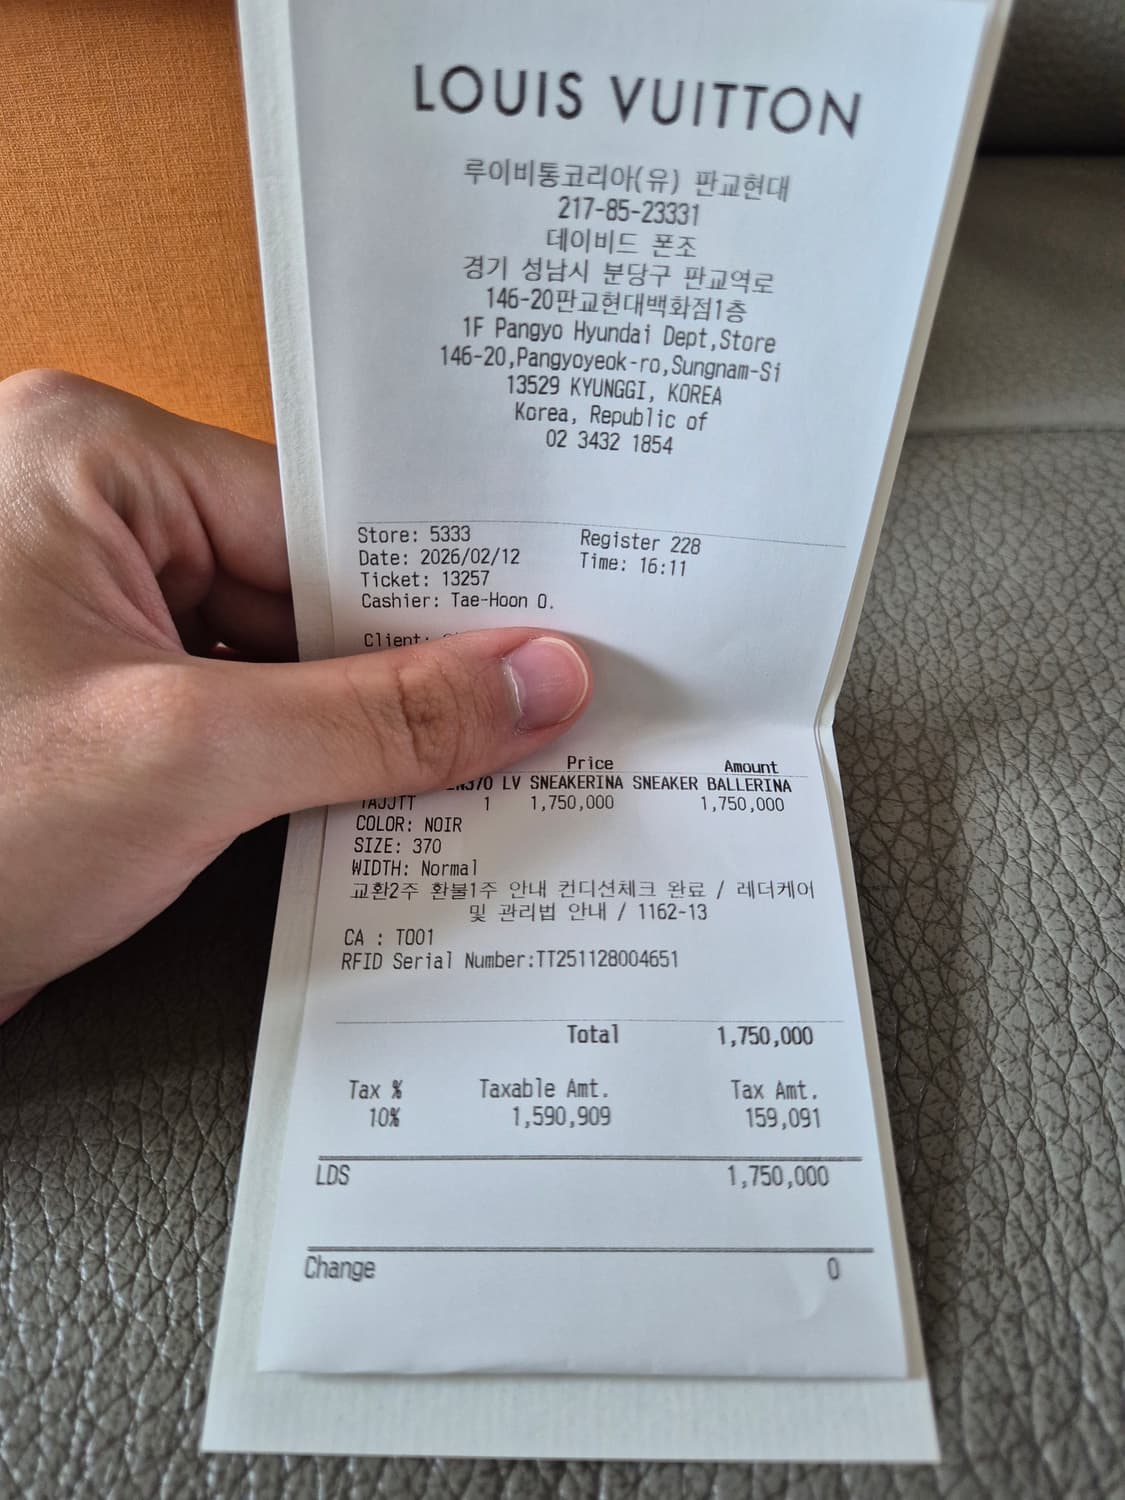 LOUIS VUITTON
루이비통코리아(유) 판교현대
217-85-23331
데이비드 폰조
경기 성남시 분당구 판교역로
146-20판교현대백화점1층
1F Pangyo Hyundai Dept,Store
146-20,Pangyoyeok-ro,Sungnam-Si
13529 KYUNGGI, KOREA
Korea, Republic of
02 3432 1854
Store: 5333 Register 228
Date: 2026/02/12 Time: 16:11
Ticket: 13257
Cashier: Tae-Hoon O.
Client:
Price Amount
LV SNEAKERINA SNEAKER BALLERINA
1 1,750,000 1,750,000
COLOR: NOIR
SIZE: 370
WIDTH: Normal
교환2주 환불1주 안내 컨디션체크 완료 / 레더케어
및 관리법 안내 / 1162-13
CA : T001
RFID Serial Number:TT251128004651
Total 1,750,000
Tax % Taxable Amt. Tax Amt.
10% 1,590,909 159,091
LDS 1,750,000
Change 0